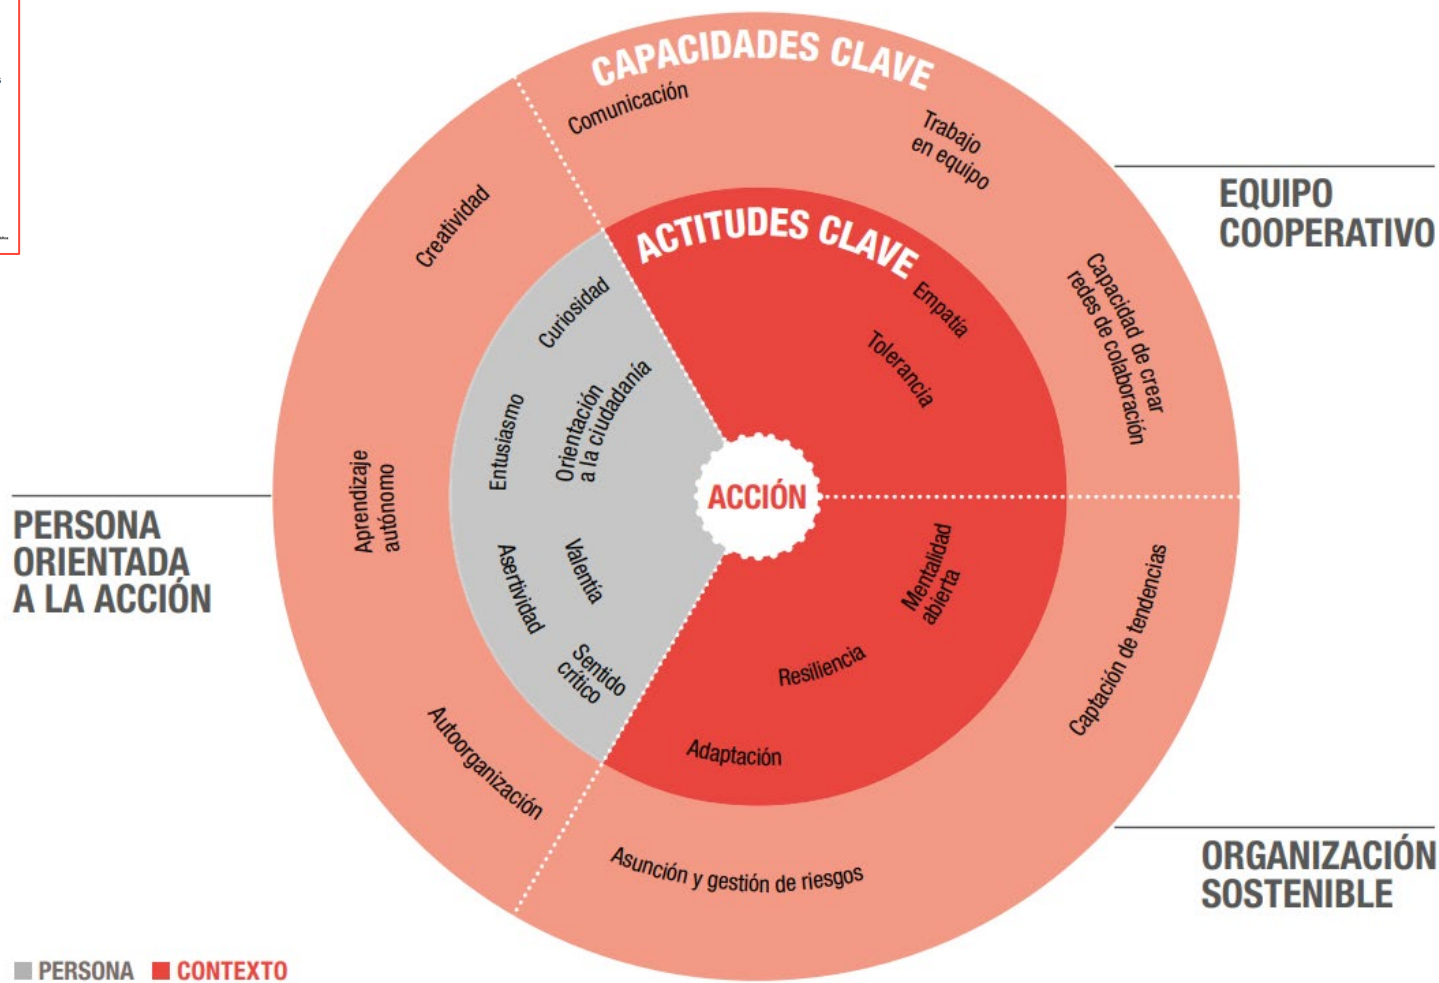 CAPACIDADES CLAVE
Comunicación
Trabajo
en equipo
Capacidad de crear
redes de colaboración
EQUIPO
COOPERATIVO
Creatividad
ACTITUDES CLAVE
Empatía
Tolerancia
Curiosidad
Orientación
a la ciudadanía
Entusiasmo
Aprendizaje
autónomo
ACCIÓN
PERSONA
ORIENTADA
A LA ACCIÓN
Valentía
Asertividad
Sentido
crítico
Mentalidad
abierta
Resiliencia
Adaptación
Captación de tendencias
Autoorganización
Asunción y gestión de riesgos
ORGANIZACIÓN
SOSTENIBLE
PERSONA
CONTEXTO